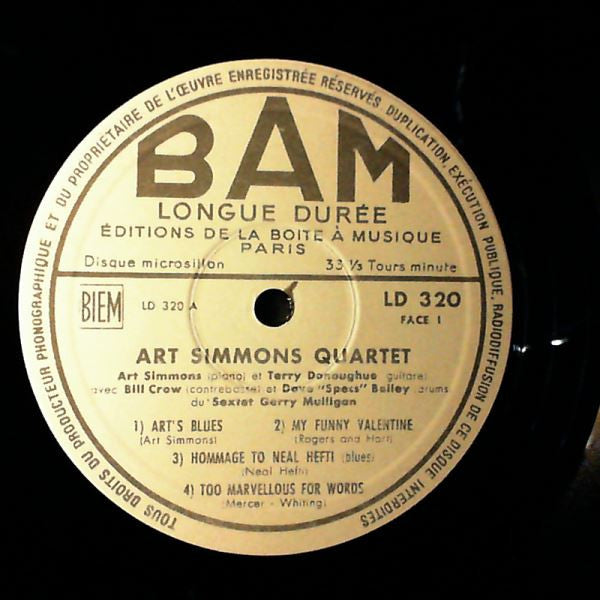 TOUS DROITS DU PRODUCTEUR PHONOGRAPHIQUE ET DU PROPRIÉTAIRE DE L'ŒUVRE ENREGISTRÉE RÉSERVÉS. DUPLICATION, EXÉCUTION PUBLIQUE, RADIODIFFUSION DE CE DISQUE INTERDITES
BAM
LONGUE DURÉE
ÉDITIONS DE LA BOITE À MUSIQUE
PARIS
Disque microsillon 33 ⅓ Tours minute
BIEM LD 320 A LD 320
FACE 1
ART SIMMONS QUARTET
Art Simmons (piano) et Terry Donoughue (guitare)
avec Bill Crow (contrebasse) et Dave "Specs" Bailey (drums
du Sextet Gerry Mulligan
1) ART'S BLUES 2) MY FUNNY VALENTINE
(Art Simmons) (Rogers and Hart)
3) HOMMAGE TO NEAL HEFTI (blues)
(Neal Hefti)
4) TOO MARVELLOUS FOR WORDS
(Mercer - Whiting)